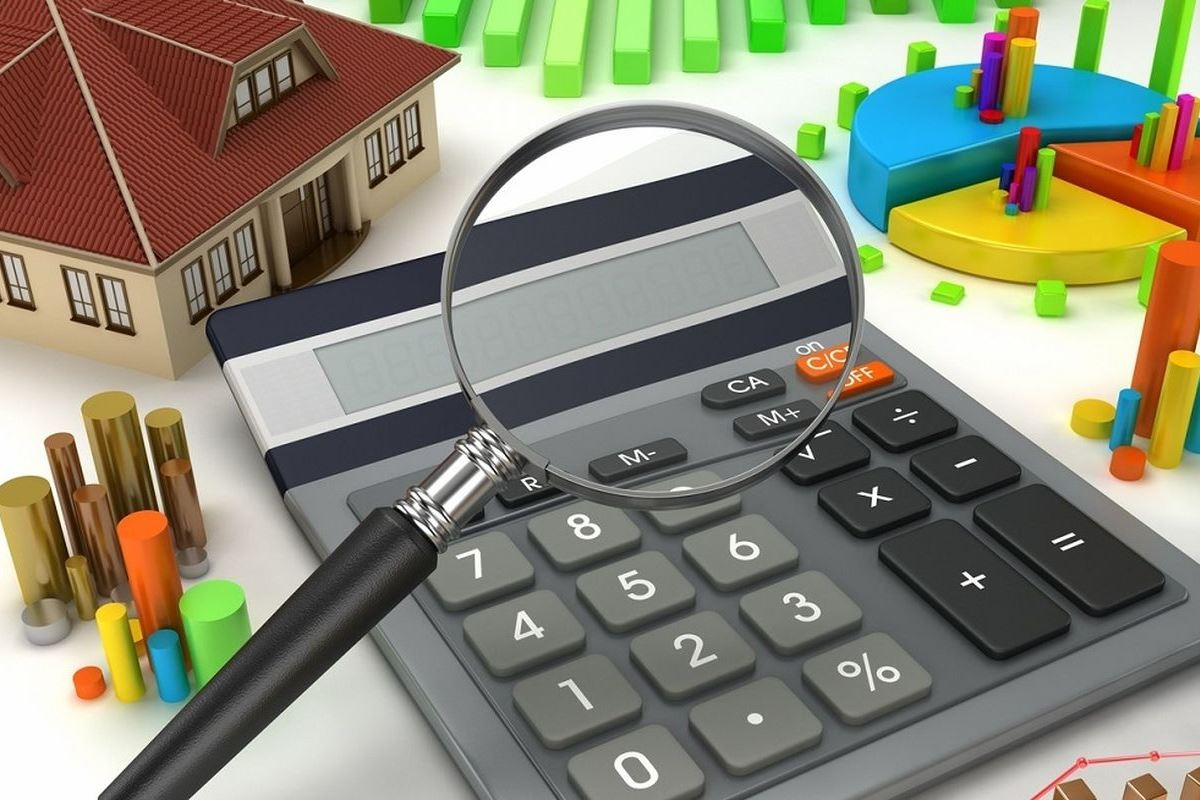 on
C/CE
OFF
CA
M+
M-
R
√
÷
7
8
x
-
4
5
6
+
=
1
2
3
0
.
%